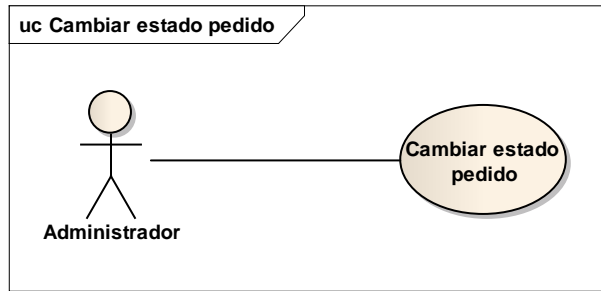 uc Cambiar estado pedido
Cambiar estado
pedido
Administrador